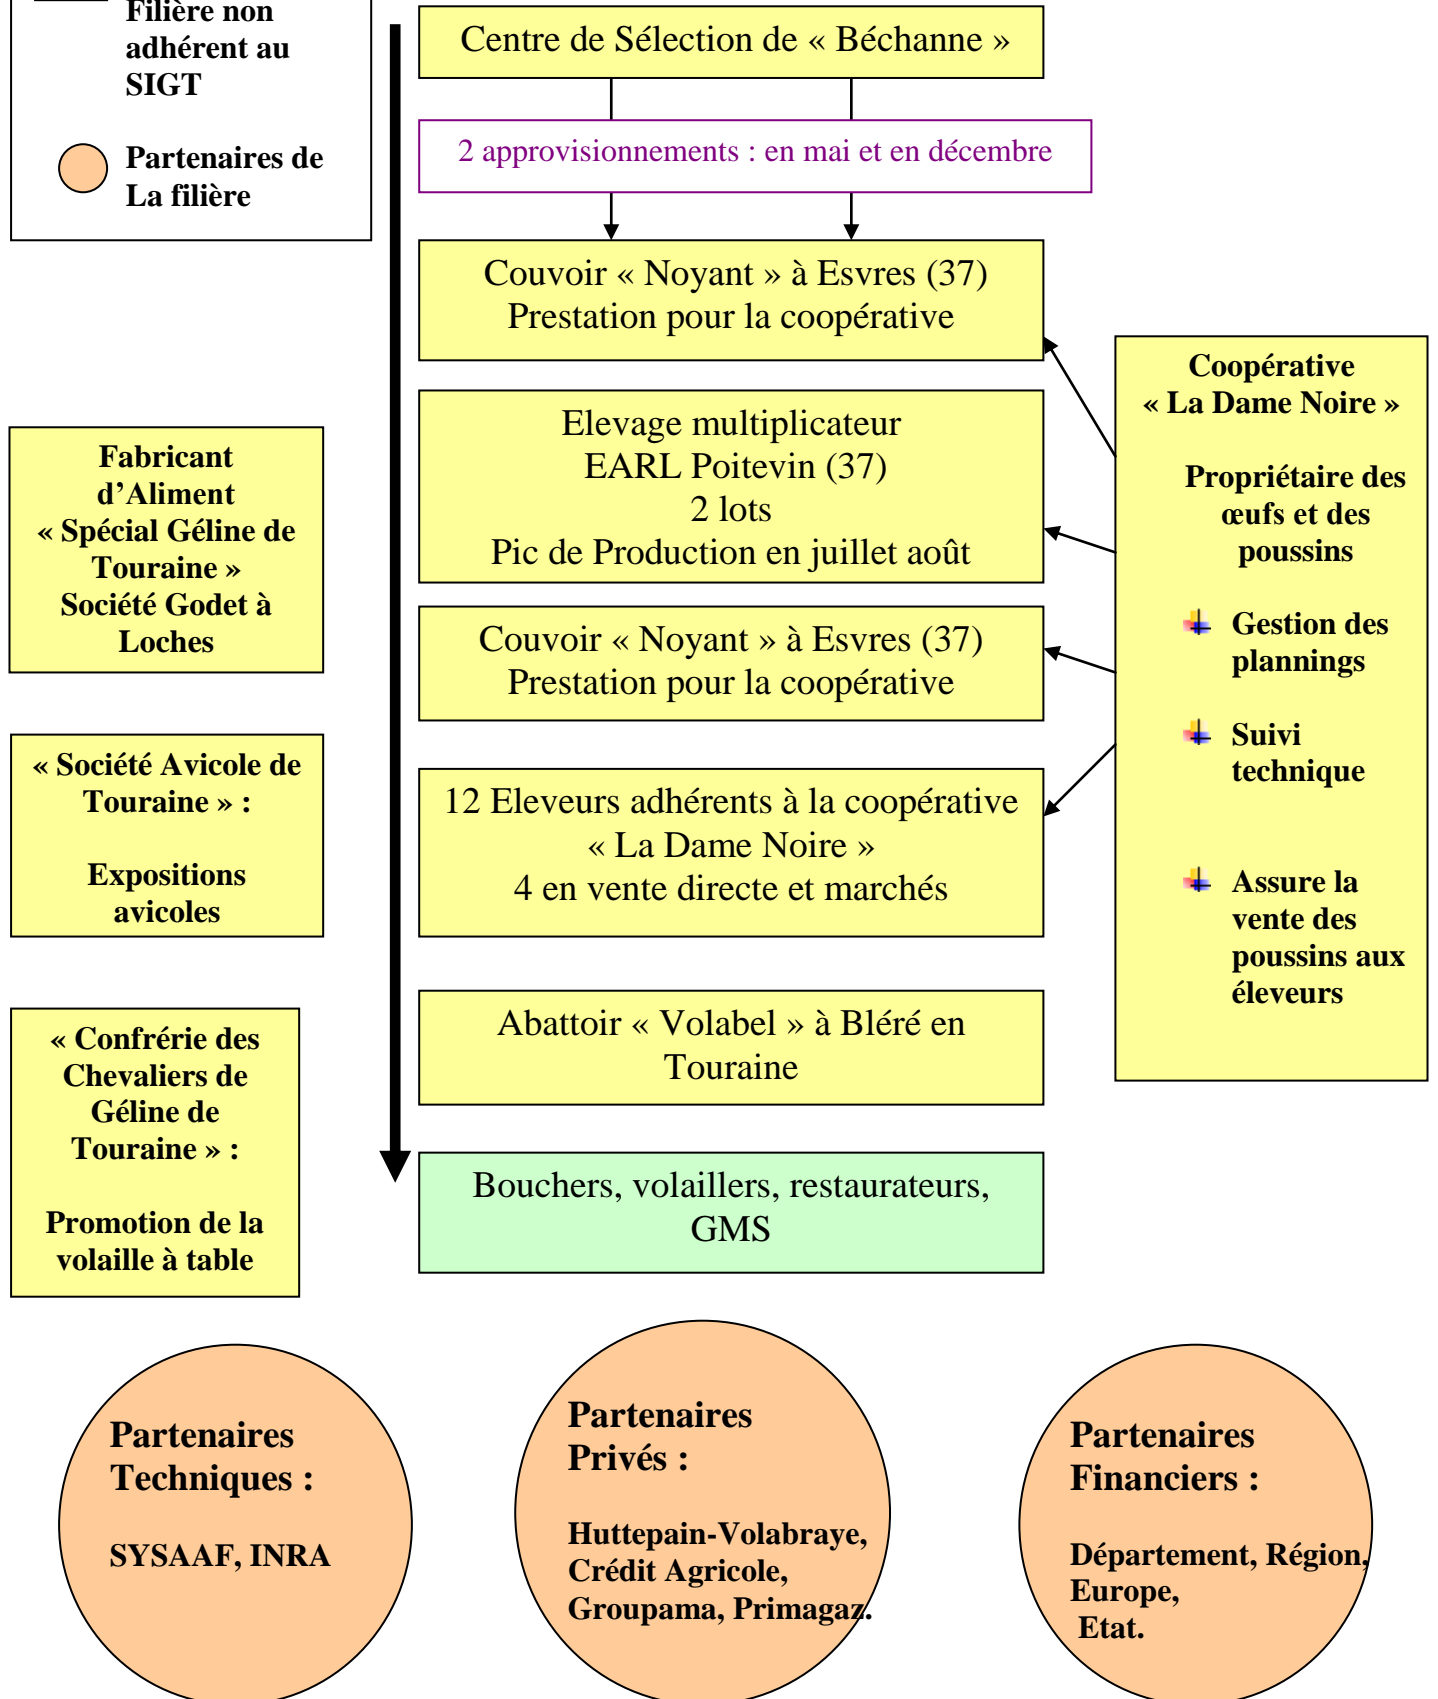 Filière non
adhérent au
SIGT
Partenaires de
La filière
Centre de Sélection de « Béchanne »
2 approvisionnements : en mai et en décembre
Couvoir « Noyant » à Esvres (37)
Prestation pour la coopérative
Elevage multiplicateur
EARL Poitevin (37)
2 lots
Pic de Production en juillet août
Couvoir « Noyant » à Esvres (37)
Prestation pour la coopérative
12 Eleveurs adhérents à la coopérative
« La Dame Noire »
4 en vente directe et marchés
Abattoir « Volabel » à Bléré en
Touraine
Bouchers, volaillers, restaurateurs,
GMS
Coopérative
« La Dame Noire »
Propriétaire des
œufs et des
poussins
Gestion des
plannings
Suivi
technique
Assure la
vente des
poussins aux
éleveurs
Fabricant
d’Aliment
« Spécial Géline de
Touraine »
Société Godet à
Loches
« Société Avicole de
Touraine » :
Expositions
avicoles
« Confrérie des
Chevaliers de
Géline de
Touraine » :
Promotion de la
volaille à table
Partenaires
Techniques :
SYSAAF, INRA
Partenaires
Privés :
Huttepain-Volabraye,
Crédit Agricole,
Groupama, Primagaz.
Partenaires
Financiers :
Département, Région,
Europe,
Etat.